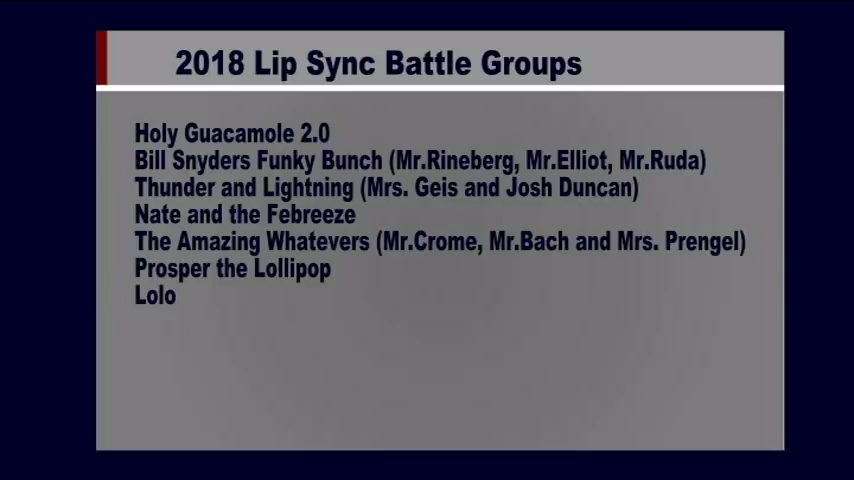 2018 Lip Sync Battle Groups
Holy Guacamole 2.0
Bill Snyders Funky Bunch (Mr.Rineberg, Mr.Elliot, Mr.Ruda)
Thunder and Lightning (Mrs. Geis and Josh Duncan)
Nate and the Febreeze
The Amazing Whatevers (Mr.Crome, Mr.Bach and Mrs. Prengel)
Prosper the Lollipop
Lolo